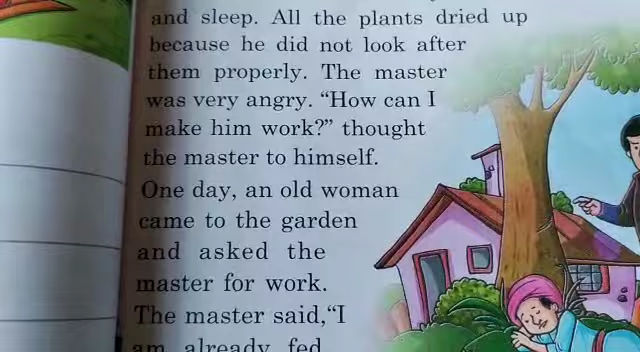 and sleep. All the plants dried up
because he did not look after
them properly. The master
was very angry. “How can I
make him work?” thought
the master to himself.
One day, an old woman
came to the garden
and asked the
master for work.
The master said,“I
am already fed